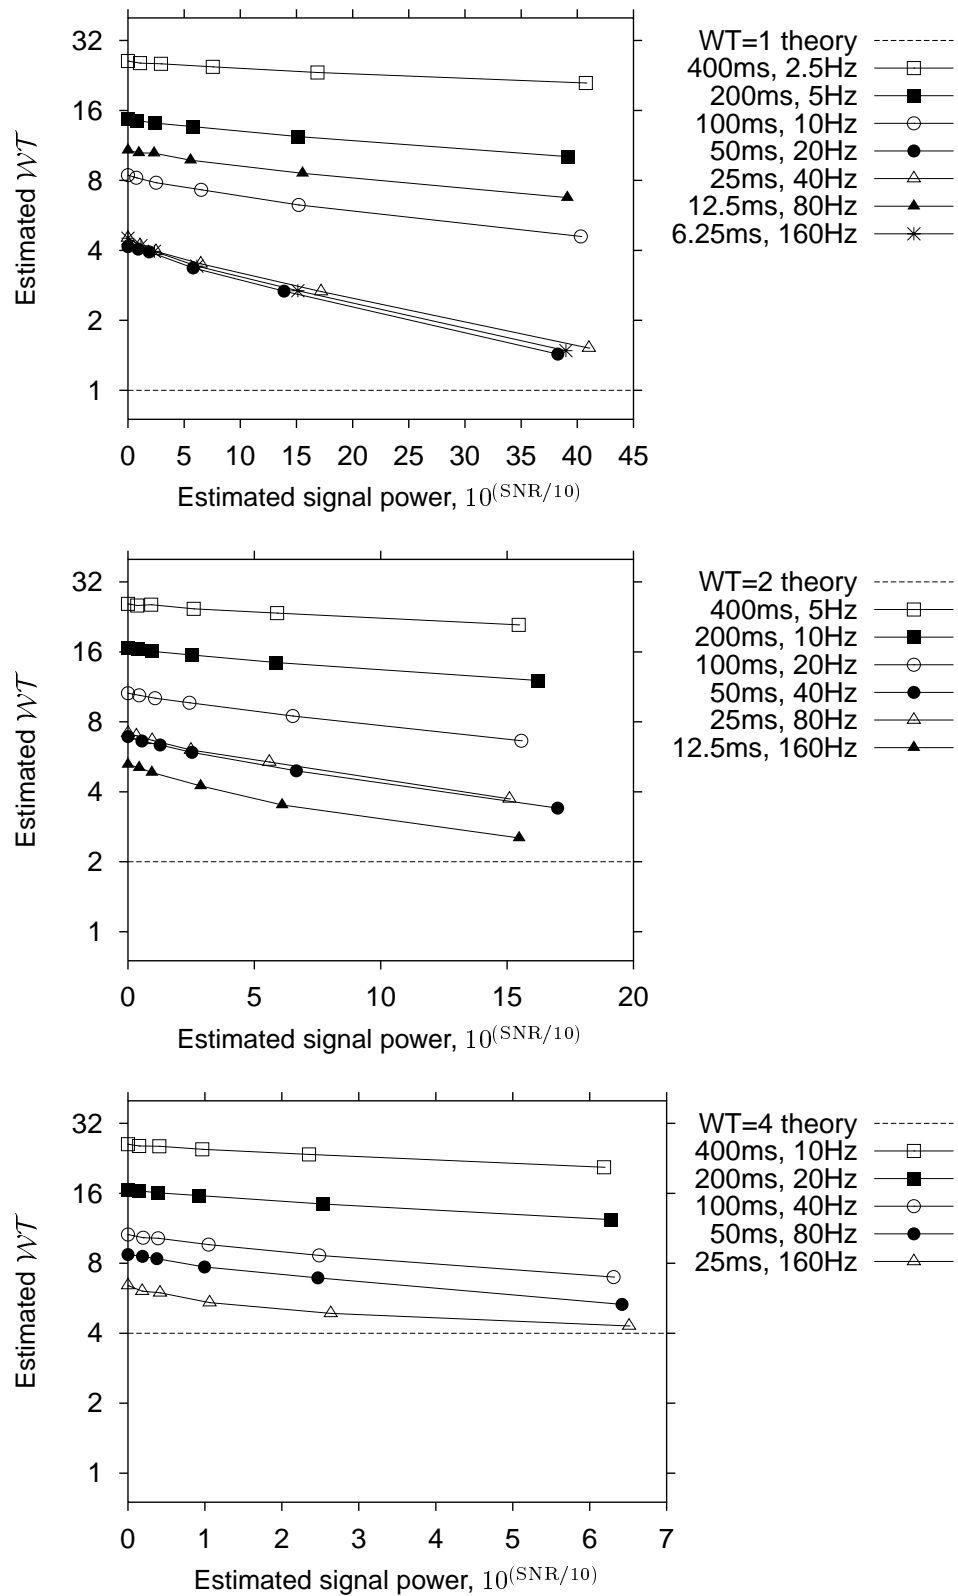 32
16
8
4
2
1
Estimated WT
0 5 10 15 20 25 30 35 40 45
Estimated signal power, 10^(SNR/10)
WT=1 theory
400ms, 2.5Hz
200ms, 5Hz
100ms, 10Hz
50ms, 20Hz
25ms, 40Hz
12.5ms, 80Hz
6.25ms, 160Hz
32
16
8
4
2
1
Estimated WT
0 5 10 15 20
Estimated signal power, 10^(SNR/10)
WT=2 theory
400ms, 5Hz
200ms, 10Hz
100ms, 20Hz
50ms, 40Hz
25ms, 80Hz
12.5ms, 160Hz
32
16
8
4
2
1
Estimated WT
0 1 2 3 4 5 6 7
Estimated signal power, 10^(SNR/10)
WT=4 theory
400ms, 10Hz
200ms, 20Hz
100ms, 40Hz
50ms, 80Hz
25ms, 160Hz